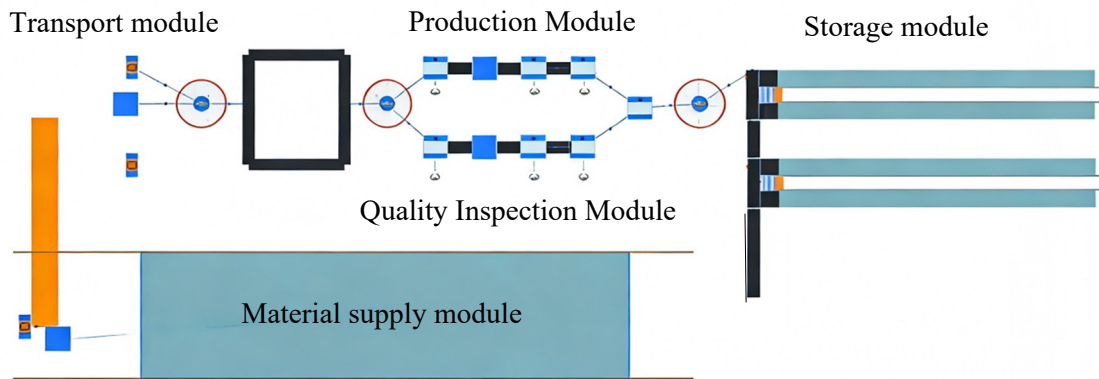 Transport module
Production Module
Storage module
Quality Inspection Module
Material supply module